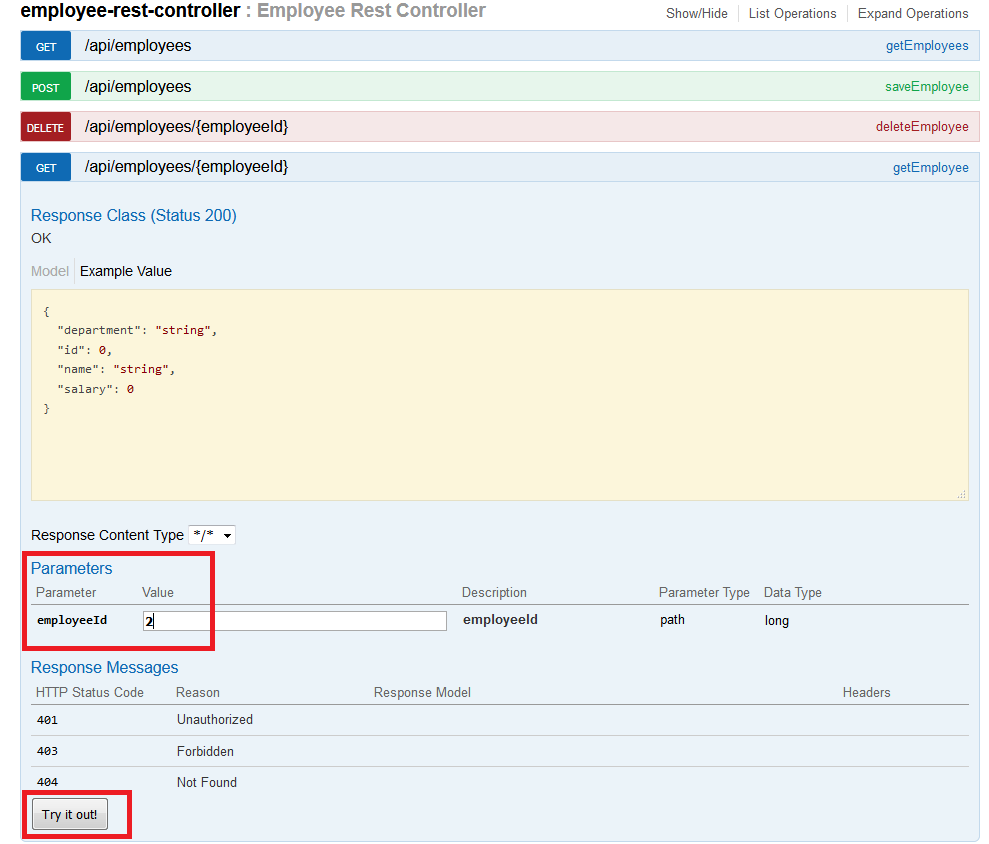 employee-rest-controller : Employee Rest Controller Show/Hide List Operations Expand Operations
GET /api/employees getEmployees
POST /api/employees saveEmployee
DELETE /api/employees/{employeeId} deleteEmployee
GET /api/employees/{employeeId} getEmployee
Response Class (Status 200)
OK
Model Example Value
{
"department": "string",
"id": 0,
"name": "string",
"salary": 0
}
Response Content Type */*
Parameters
Parameter Value Description Parameter Type Data Type
employeeId 2 employeeId path long
Response Messages
HTTP Status Code Reason Response Model Headers
401 Unauthorized
403 Forbidden
404 Not Found
Try it out!